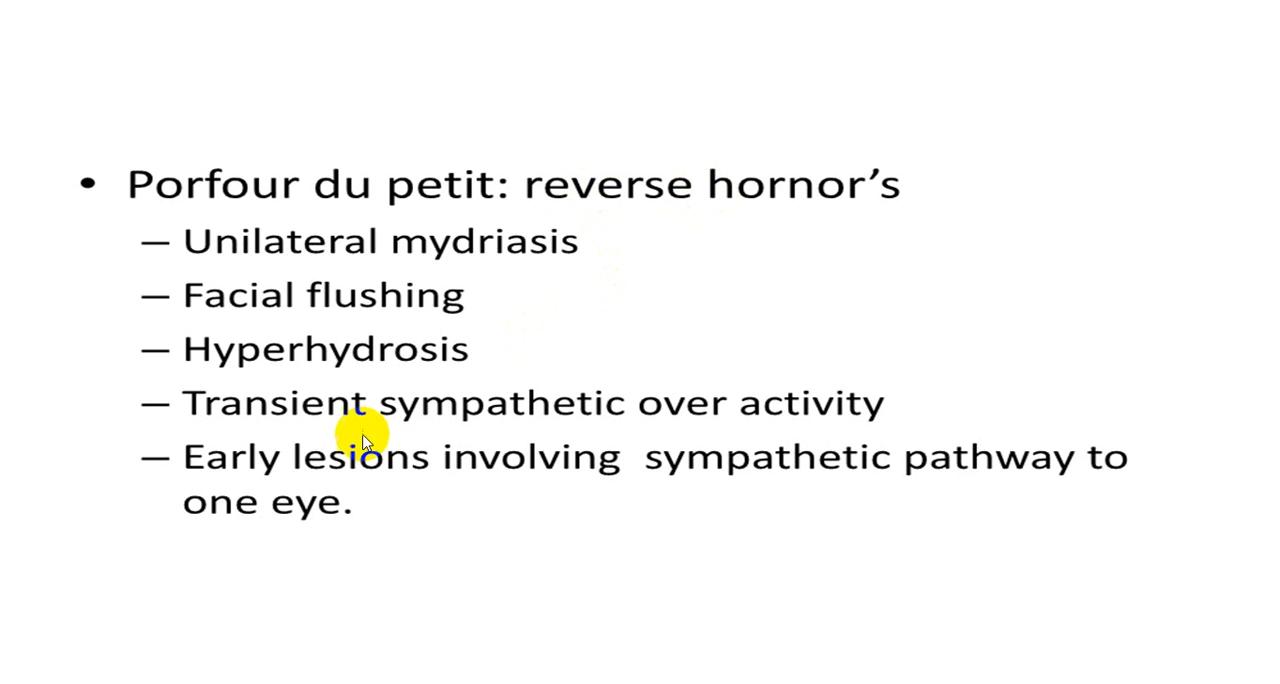 • Porfour du petit: reverse hornor’s
– Unilateral mydriasis
– Facial flushing
– Hyperhydrosis
– Transient sympathetic over activity
– Early lesions involving  sympathetic pathway to
one eye.